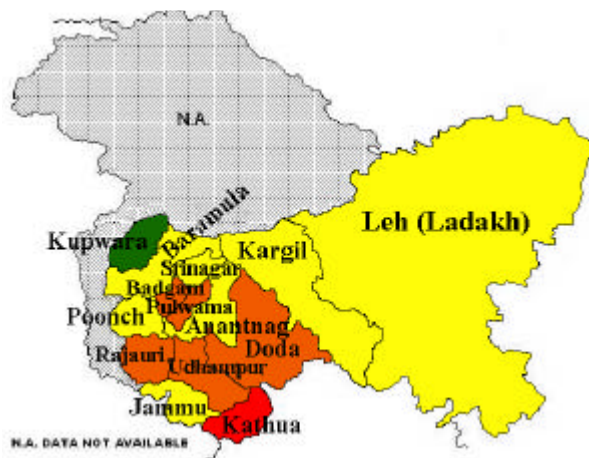 N.A.
Baramula
Kupwara
Leh (Ladakh)
Kargil
Srinagar
Badgam
Pulwama
Poonch
Anantnag
Rajauri
Doda
Udhampur
Jammu
Kathua
N.A. DATA NOT AVAILABLE